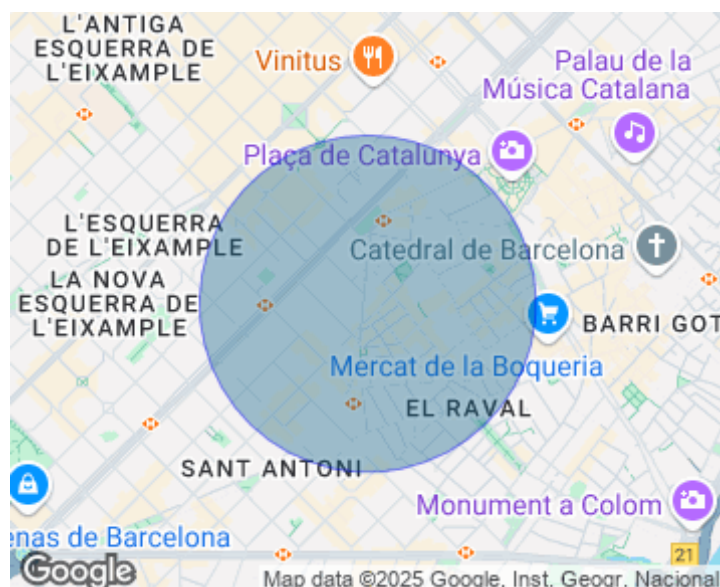 L'ANTIGA
ESQUERRA DE
L'EIXAMPLE
Vinitus
Palau de la
Música Catalana
Plaça de Catalunya
L'ESQUERRA
DE L'EIXAMPLE
Catedral de Barcelona
LA NOVA
ESQUERRA DE
L'EIXAMPLE
BARRI GOT
Mercat de la Boqueria
EL RAVAL
SANT ANTONI
Monument a Colom
enas de Barcelona
21
Google
Map data ©2025 Google, Inst. Geogr. Nacional